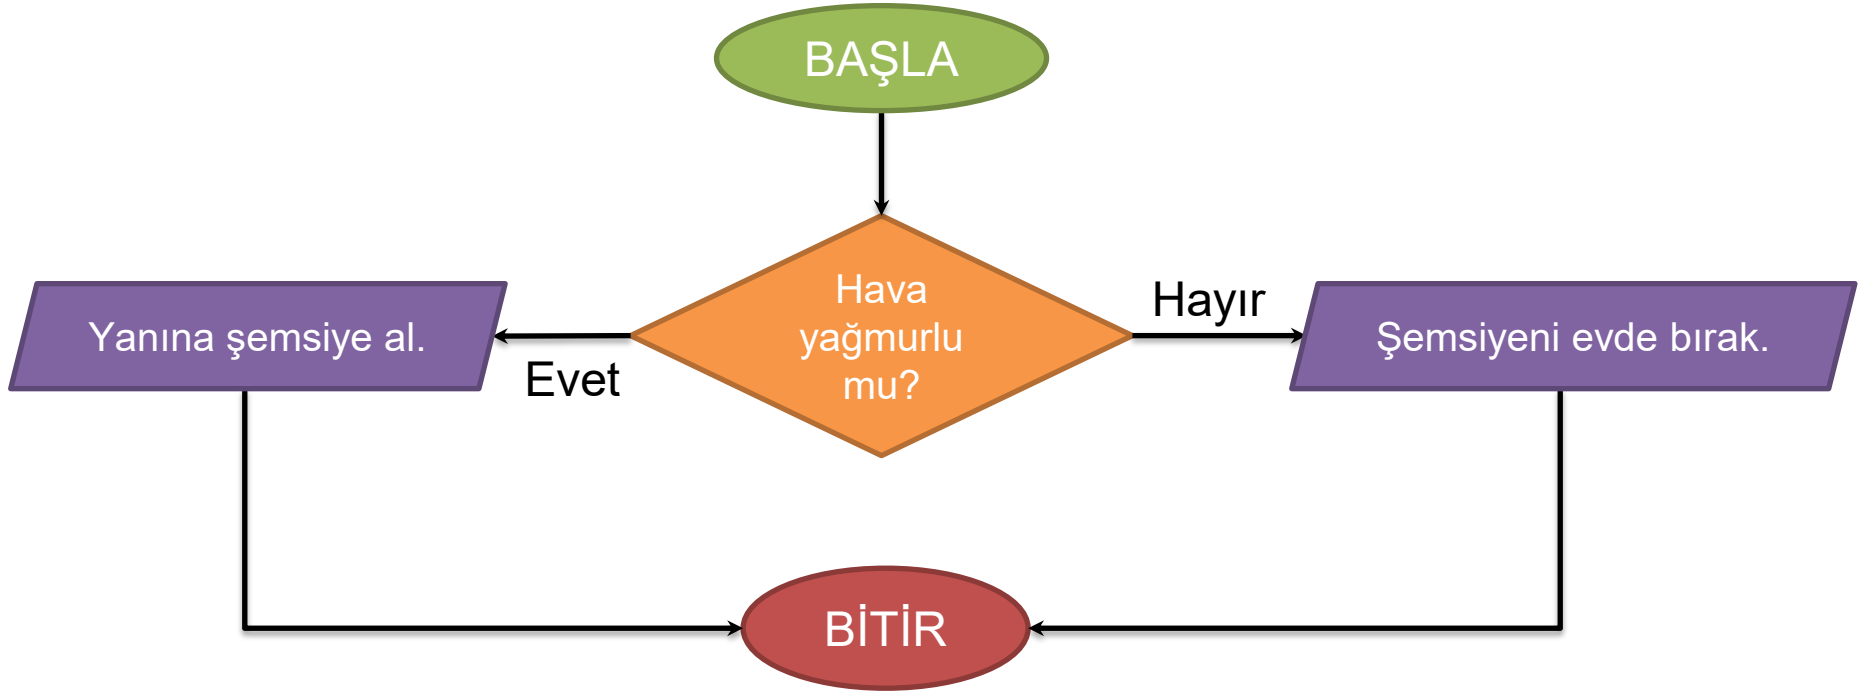 BAŞLA
Hava
yağmurlu
mu?
Evet
Hayır
Yanına şemsiye al.
Şemsiyeni evde bırak.
BİTİR